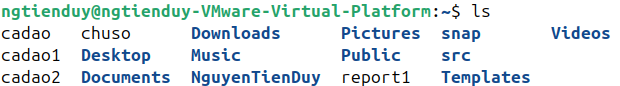 ngtienduy@ngtienduy-VMware-Virtual-Platform:~$ ls
cadao   chuso      Downloads      Pictures  snap       Videos
cadao1  Desktop    Music          Public    src
cadao2  Documents  NguyenTienDuy  report1   Templates